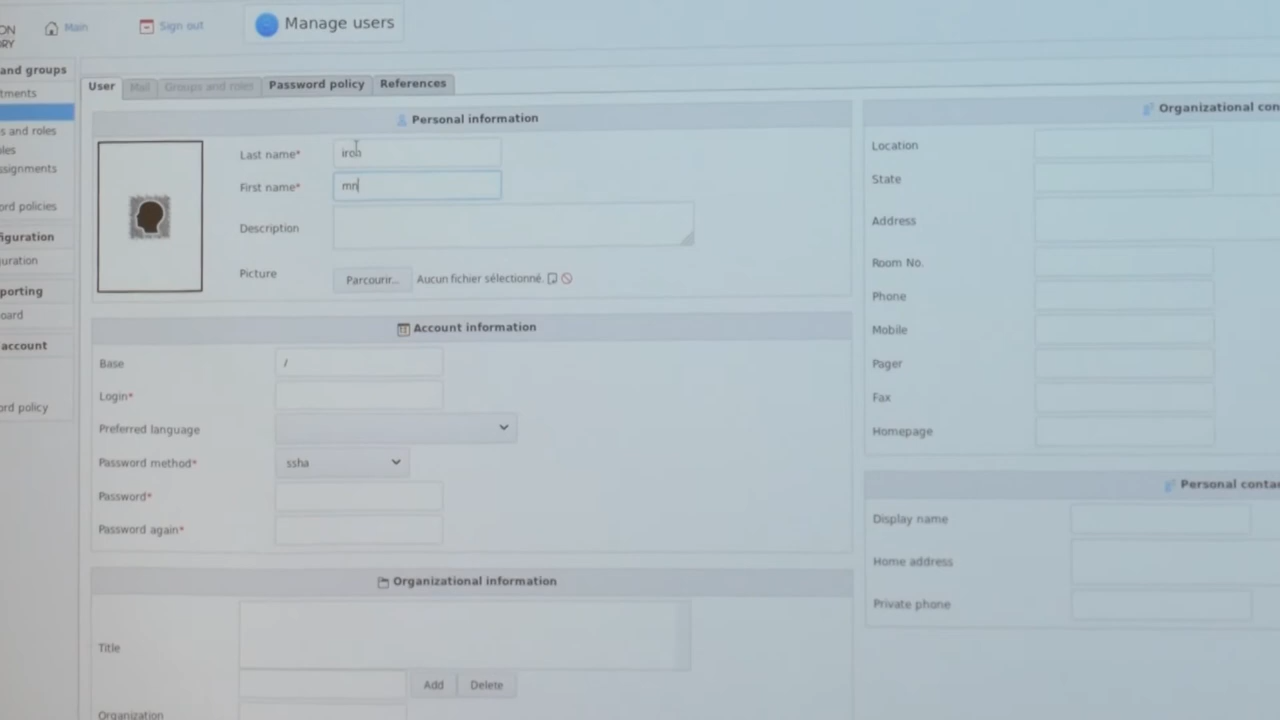 ON
RY
Main
Sign out
Manage users
and groups
tments
s and roles
les
ssignments
ord policies
figuration
uration
porting
oard
account
ord policy
User
Mail
Groups and roles
Password policy
References
Personal information
Last name*
First name*
Description
Picture
Parcourir...
Aucun fichier sélectionné.
Account information
Base
/
Login*
Preferred language
Password method*
ssha
Password*
Password again*
Organizational information
Title
Add
Delete
Organization
Organizational con
Location
State
Address
Room No.
Phone
Mobile
Pager
Fax
Homepage
Personal conta
Display name
Home address
Private phone